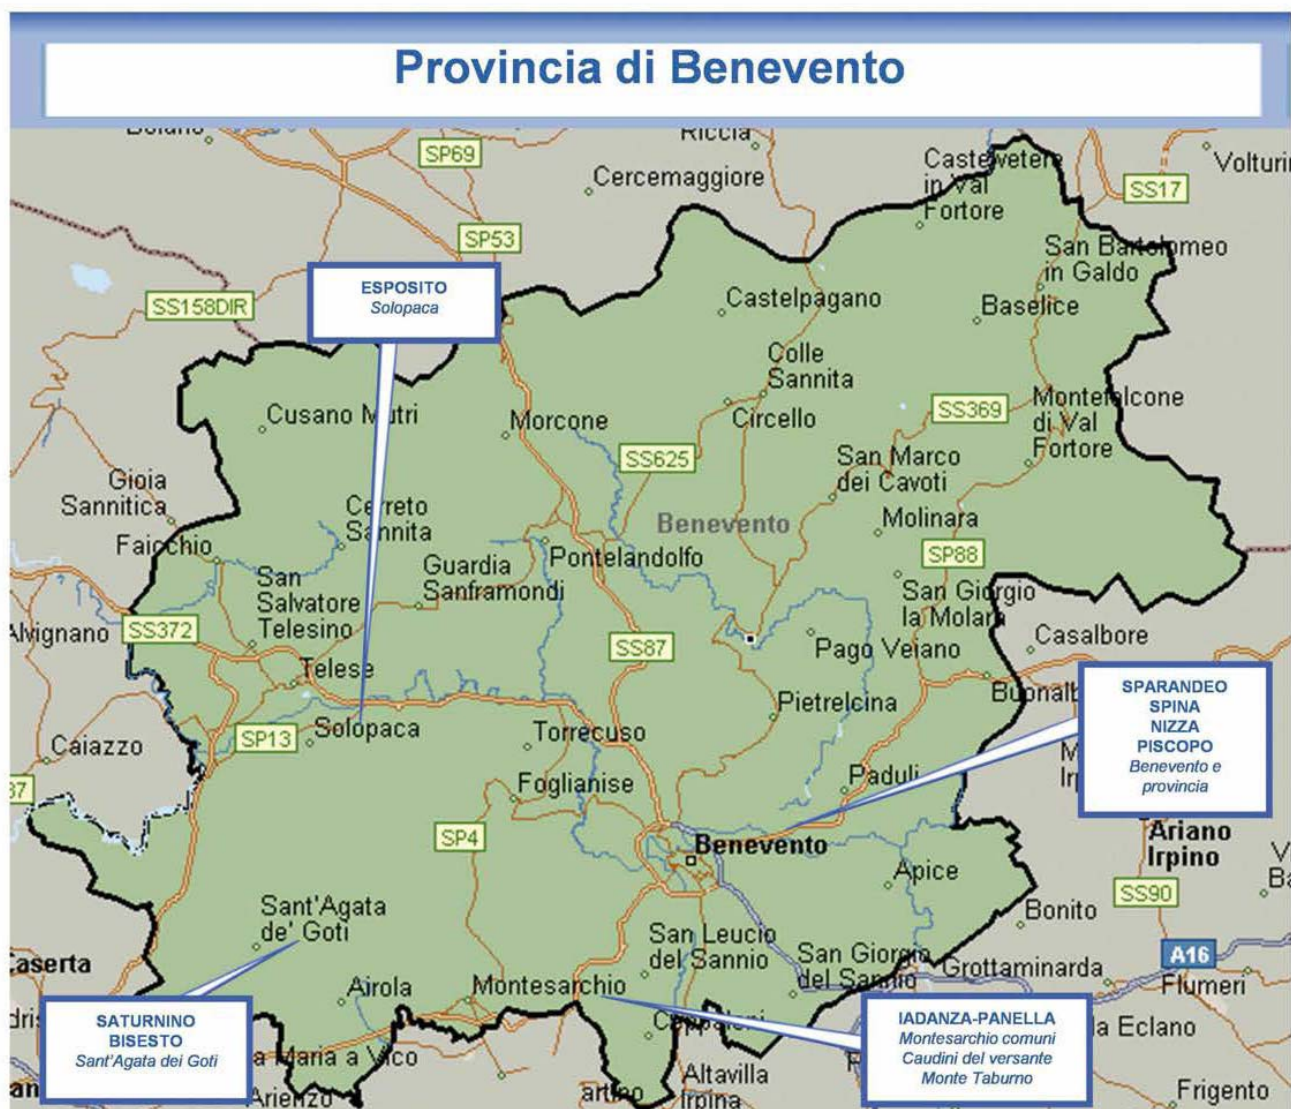 Provincia di Benevento
Riccia
SP69
Cercemaggiore
in Val
Fortore
SS17
SP53
San Bartolomeo
in Galdo
ESPOSITO
Solopaca
SS158DIR
Castelpagano
Baselice
Colle
Sannita
Cusano Mutri
Morcone
Circello
SS369
Montefalcone
di Val
Fortore
SS625
San Marco
dei Cavoti
Gioia
Sannitica
Cerreto
Sannita
Benevento
Molinara
Faicchio
Guardia
Sanframondi
Pontelandolfo
SP88
San
Salvatore
Telesino
San Giorgio
la Molara
Alvignano
SS372
SS87
Pago Veiano
Casalbore
Telese
SPARANDEO
SPINA
NIZZA
PISCOPO
Benevento e
provincia
Pietrelcina
SP13
Solopaca
Torrecuso
Caiazzo
Foglianise
Paduli
SP4
Benevento
Ariano
Irpino
Apice
SS90
Sant'Agata
de' Goti
Bonito
San Leucio
del Sannio
San Giorgio
del Sannio
A16
Caserta
Grottaminarda
Flumeri
Airola
Montesarchio
SATURNINO
BISESTO
Sant'Agata dei Goti
IADANZA-PANELLA
Montesarchio comuni
Caudini del versante
Monte Taburno
Ceppaloni
la Eclano
a Maria a Vico
Altavilla
Irpina
Arienzo
Frigento